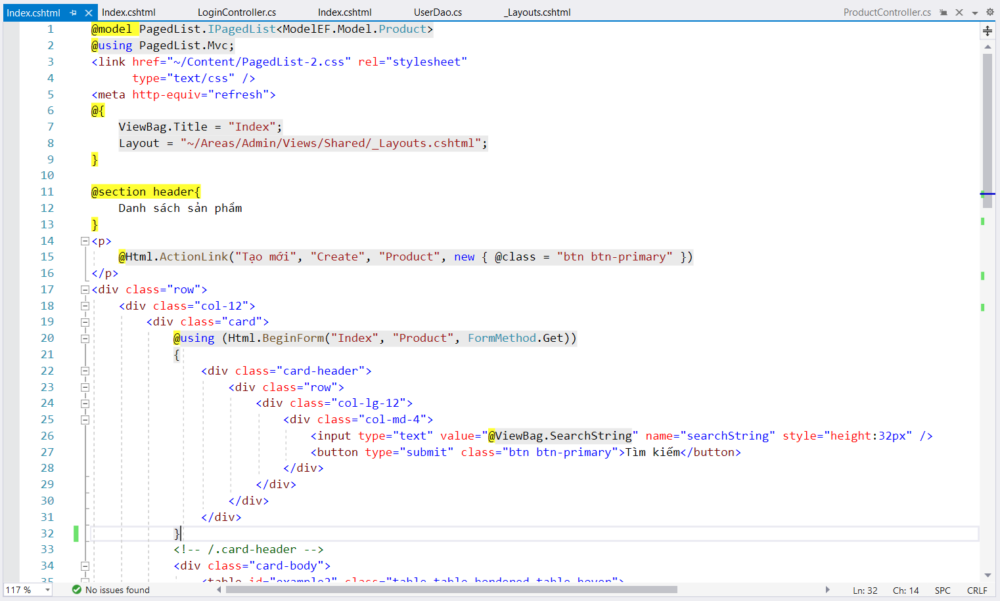 Index.cshtml Index.cshtml LoginController.cs Index.cshtml UserDao.cs _Layouts.cshtml ProductController.cs
1 @model PagedList.IPagedList<ModelEF.Model.Product>
2 @using PagedList.Mvc;
3 <link href="~/Content/PagedList-2.css" rel="stylesheet"
4 type="text/css" />
5 <meta http-equiv="refresh">
6 @{
7 ViewBag.Title = "Index";
8 Layout = "~/Areas/Admin/Views/Shared/_Layouts.cshtml";
9 }
10
11 @section header{
12 Danh sách sản phẩm
13 }
14 <p>
15 @Html.ActionLink("Tạo mới", "Create", "Product", new { @class = "btn btn-primary" })
16 </p>
17 <div class="row">
18 <div class="col-12">
19 <div class="card">
20 @using (Html.BeginForm("Index", "Product", FormMethod.Get))
21 {
22 <div class="card-header">
23 <div class="row">
24 <div class="col-lg-12">
25 <div class="col-md-4">
26 <input type="text" value="@ViewBag.SearchString" name="searchString" style="height:32px" />
27 <button type="submit" class="btn btn-primary">Tìm kiếm</button>
28 </div>
29 </div>
30 </div>
31 </div>
32 }
33 <!-- /.card-header -->
34 <div class="card-body">
35 <table id="example2" class="table table-bordered table-hover">
117 % No issues found Ln: 32 Ch: 14 SPC CRLF